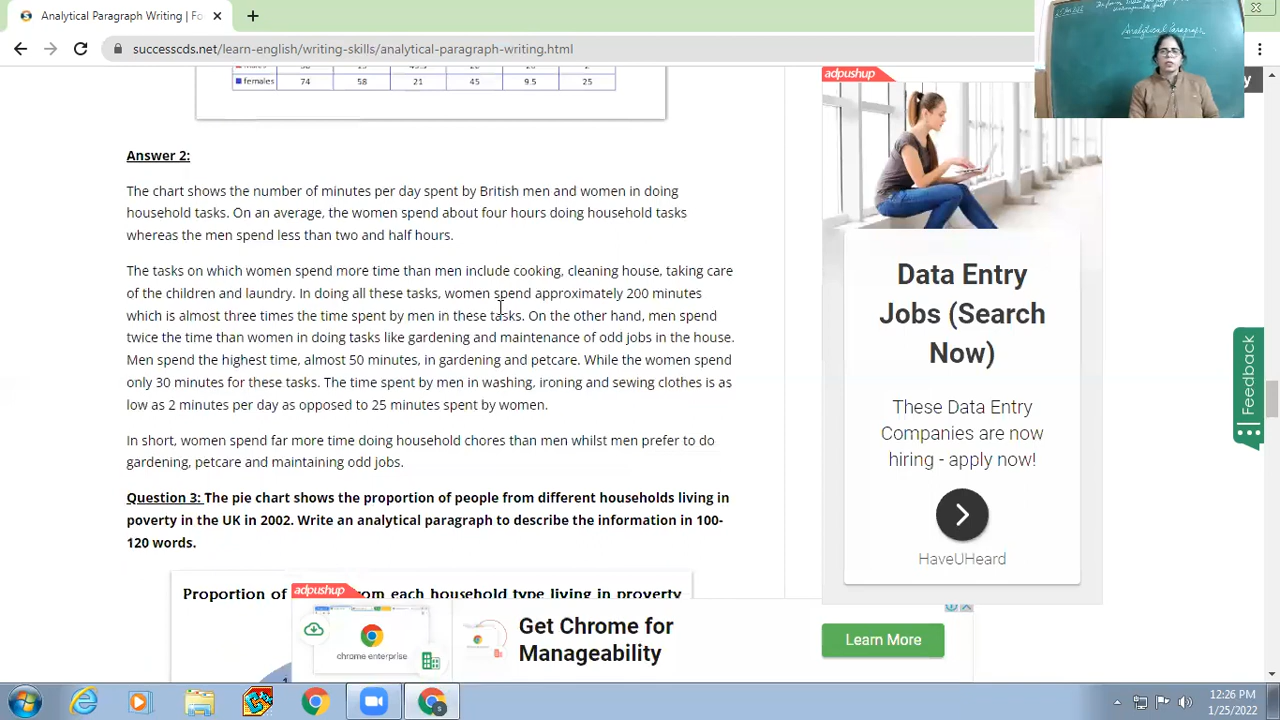 Analytical Paragraph Writing | Fo
successcds.net/learn-english/writing-skills/analytical-paragraph-writing.html
Analytical Paragraph
adpushup
females 74 58 21 45 9.5 25
Answer 2:
The chart shows the number of minutes per day spent by British men and women in doing
household tasks. On an average, the women spend about four hours doing household tasks
whereas the men spend less than two and half hours.
The tasks on which women spend more time than men include cooking, cleaning house, taking care
of the children and laundry. In doing all these tasks, women spend approximately 200 minutes
which is almost three times the time spent by men in these tasks. On the other hand, men spend
twice the time than women in doing tasks like gardening and maintenance of odd jobs in the house.
Men spend the highest time, almost 50 minutes, in gardening and petcare. While the women spend
only 30 minutes for these tasks. The time spent by men in washing, ironing and sewing clothes is as
low as 2 minutes per day as opposed to 25 minutes spent by women.
In short, women spend far more time doing household chores than men whilst men prefer to do
gardening, petcare and maintaining odd jobs.
Question 3: The pie chart shows the proportion of people from different households living in
poverty in the UK in 2002. Write an analytical paragraph to describe the information in 100-
120 words.
Proportion of from each household type living in proverty
adpushup
chrome enterprise
Get Chrome for
Manageability
Data Entry
Jobs (Search
Now)
These Data Entry
Companies are now
hiring - apply now!
HaveUHeard
Learn More
Feedback
12:26 PM
1/25/2022